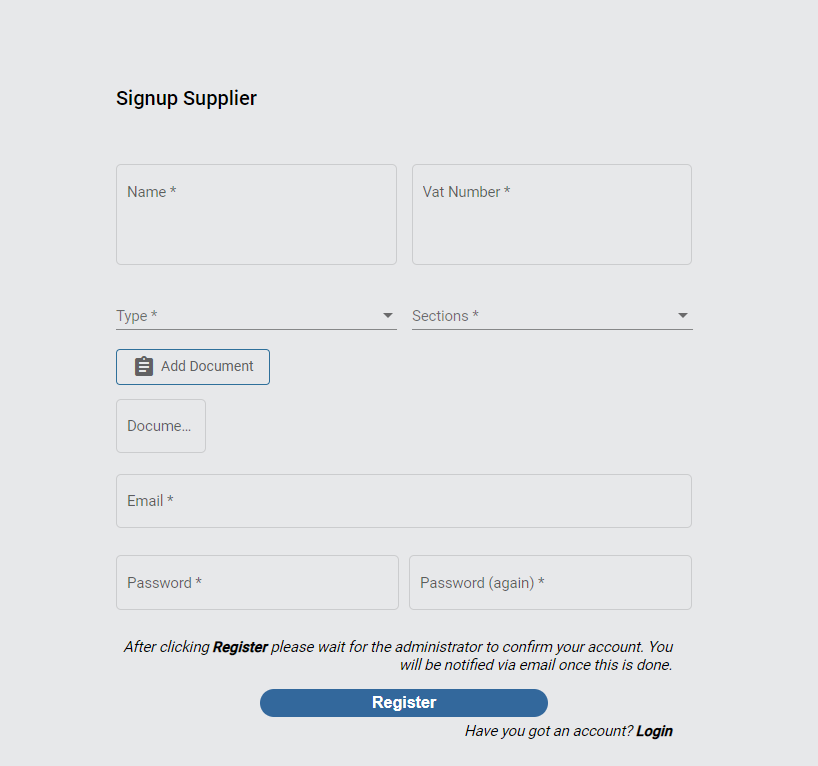 Signup Supplier
Name *
Vat Number *
Type *
Sections *
Add Document
Docume...
Email *
Password *
Password (again) *
After clicking Register please wait for the administrator to confirm your account. You
will be notified via email once this is done.
Register
Have you got an account? Login